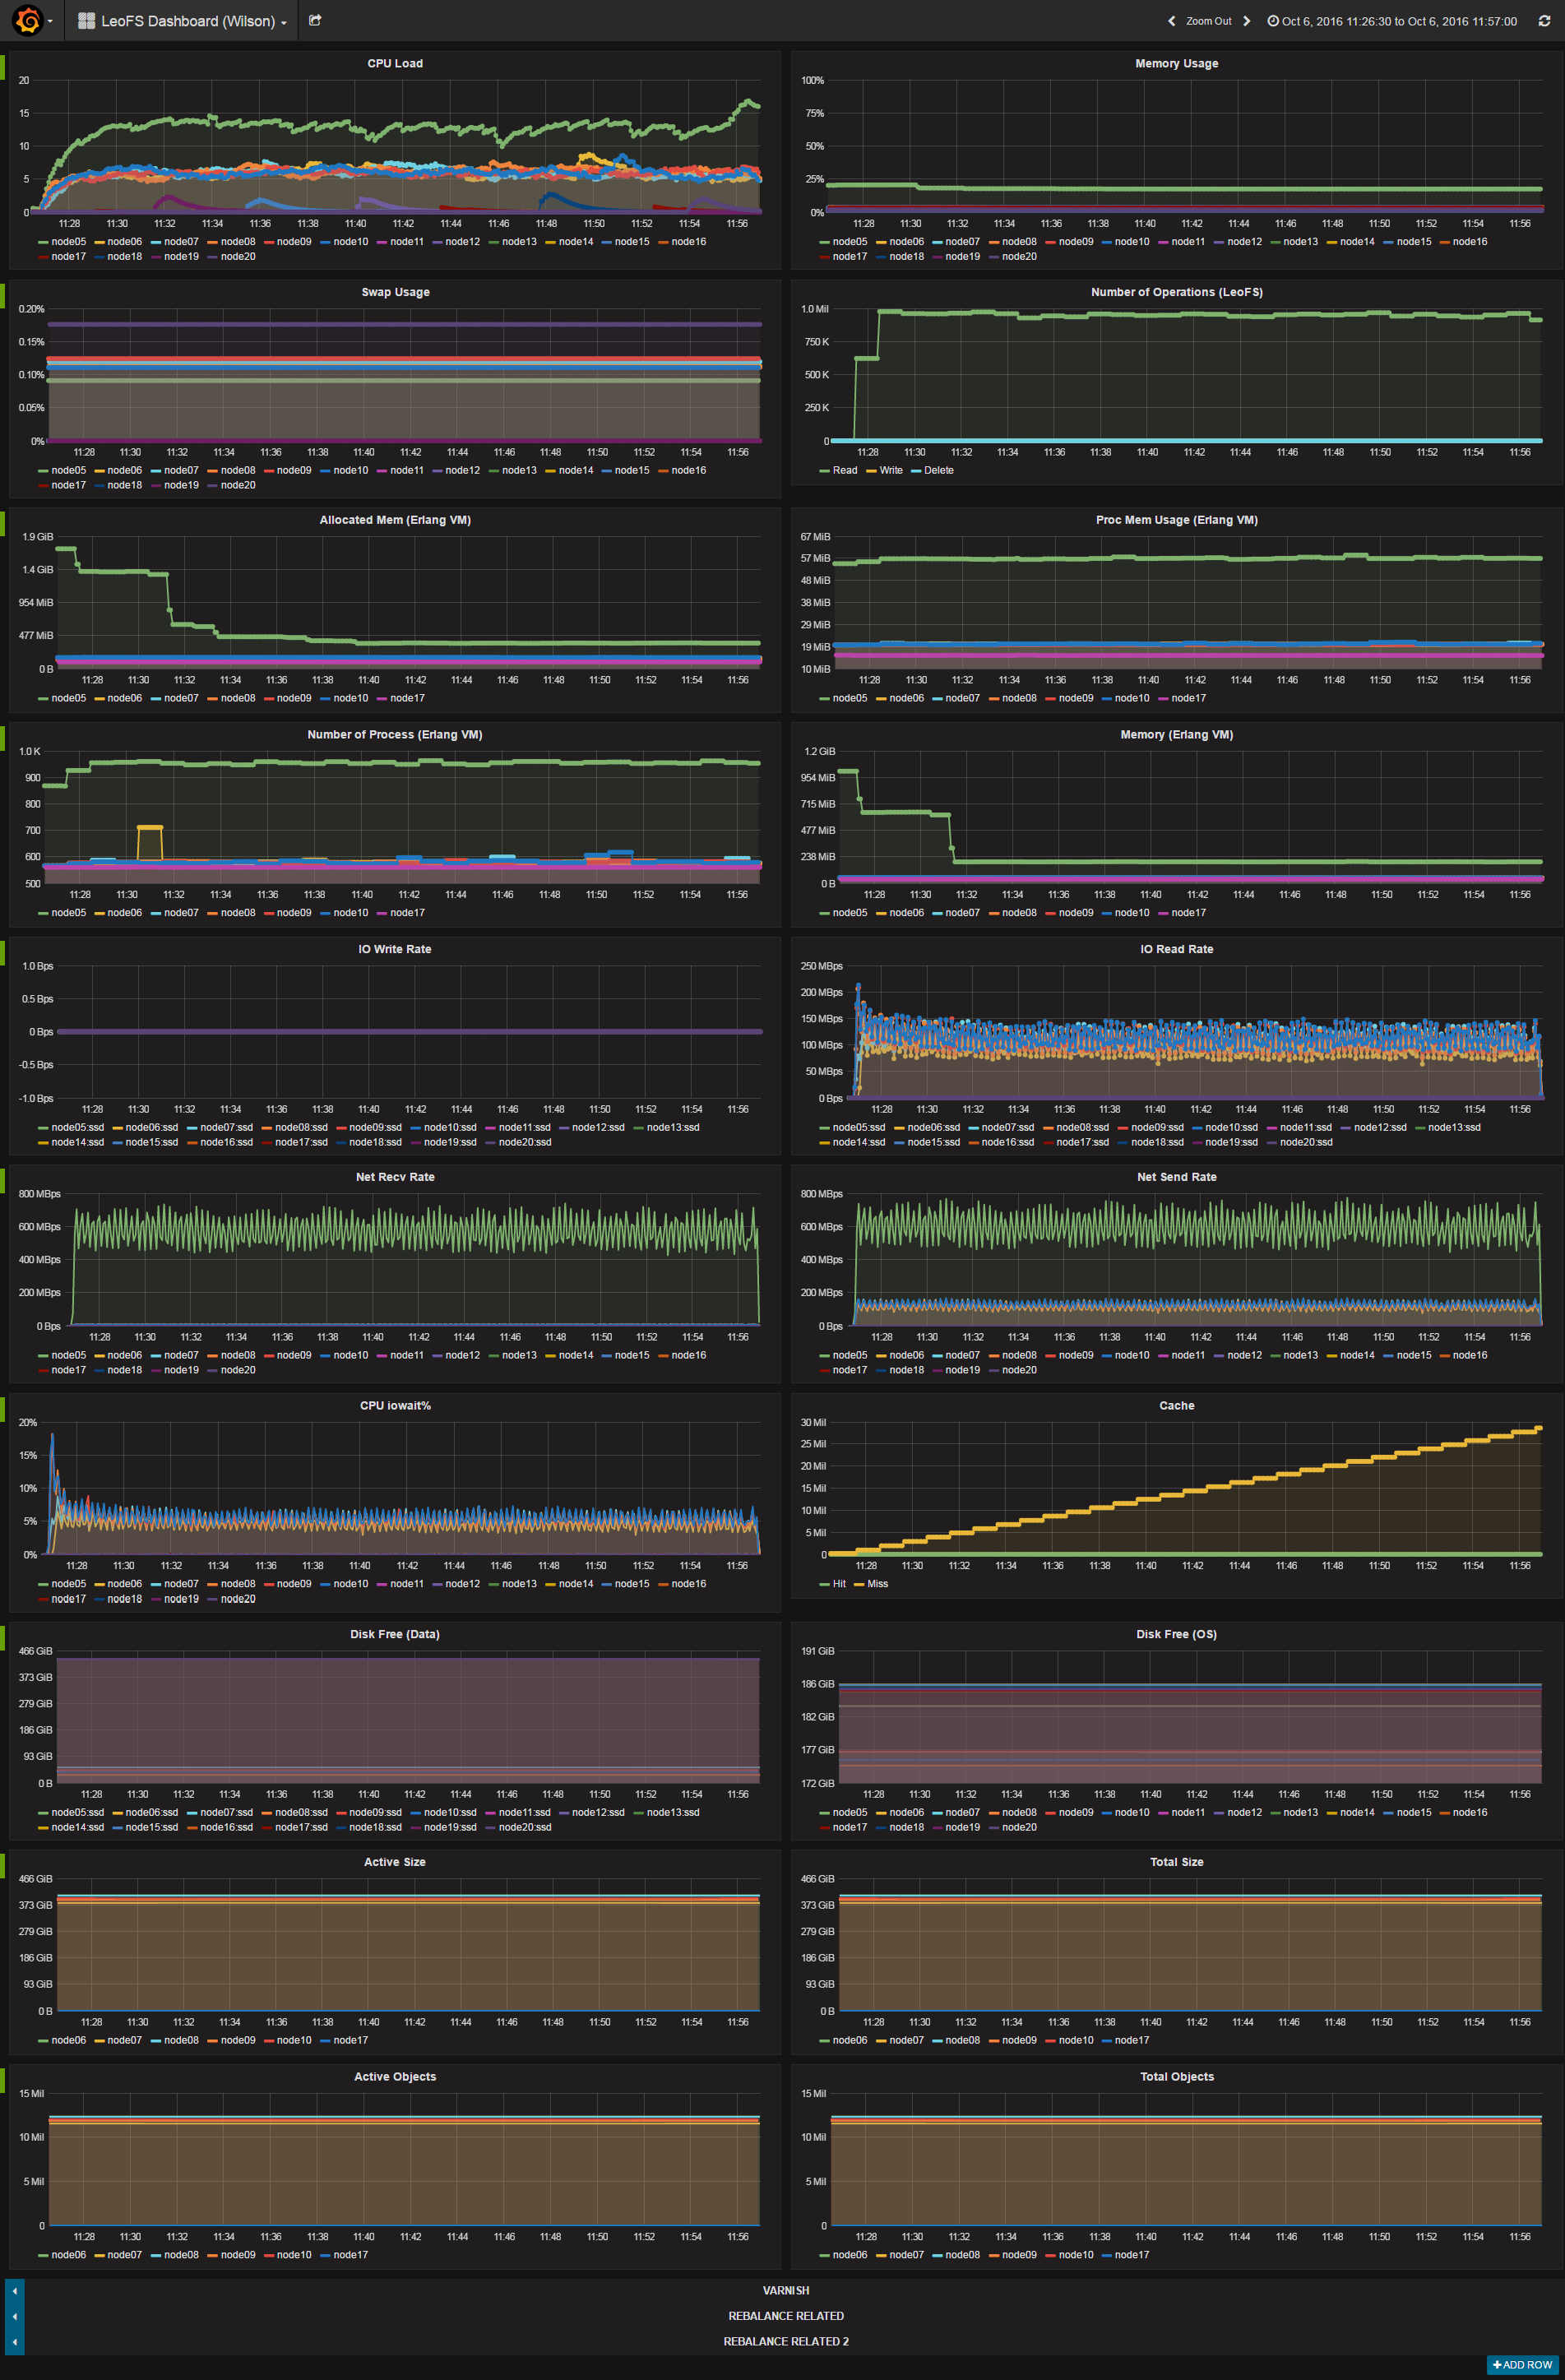 LeoFS Dashboard (Wilson)
Zoom Out
Oct 6, 2016 11:26:30 to Oct 6, 2016 11:57:00
CPU Load
20
15
10
5
0
11:28 11:30 11:32 11:34 11:36 11:38 11:40 11:42 11:44 11:46 11:48 11:50 11:52 11:54 11:56
node05 node06 node07 node08 node09 node10 node11 node12 node13 node14 node15 node16
node17 node18 node19 node20
Memory Usage
100%
75%
50%
25%
0%
11:28 11:30 11:32 11:34 11:36 11:38 11:40 11:42 11:44 11:46 11:48 11:50 11:52 11:54 11:56
node05 node06 node07 node08 node09 node10 node11 node12 node13 node14 node15 node16
node17 node18 node19 node20
Swap Usage
0.20%
0.15%
0.10%
0.05%
0%
11:28 11:30 11:32 11:34 11:36 11:38 11:40 11:42 11:44 11:46 11:48 11:50 11:52 11:54 11:56
node05 node06 node07 node08 node09 node10 node11 node12 node13 node14 node15 node16
node17 node18 node19 node20
Number of Operations (LeoFS)
1.0 Mil
750 K
500 K
250 K
0
11:28 11:30 11:32 11:34 11:36 11:38 11:40 11:42 11:44 11:46 11:48 11:50 11:52 11:54 11:56
Read Write Delete
Allocated Mem (Erlang VM)
1.9 GiB
1.4 GiB
954 MiB
477 MiB
0 B
11:28 11:30 11:32 11:34 11:36 11:38 11:40 11:42 11:44 11:46 11:48 11:50 11:52 11:54 11:56
node05 node06 node07 node08 node09 node10 node17
Proc Mem Usage (Erlang VM)
67 MiB
57 MiB
48 MiB
38 MiB
29 MiB
19 MiB
10 MiB
11:28 11:30 11:32 11:34 11:36 11:38 11:40 11:42 11:44 11:46 11:48 11:50 11:52 11:54 11:56
node05 node06 node07 node08 node09 node10 node17
Number of Process (Erlang VM)
1.0 K
900
800
700
600
500
11:28 11:30 11:32 11:34 11:36 11:38 11:40 11:42 11:44 11:46 11:48 11:50 11:52 11:54 11:56
node05 node06 node07 node08 node09 node10 node17
Memory (Erlang VM)
1.2 GiB
954 MiB
715 MiB
477 MiB
238 MiB
0 B
11:28 11:30 11:32 11:34 11:36 11:38 11:40 11:42 11:44 11:46 11:48 11:50 11:52 11:54 11:56
node05 node06 node07 node08 node09 node10 node17
IO Write Rate
1.0 Bps
0.5 Bps
0 Bps
-0.5 Bps
-1.0 Bps
11:28 11:30 11:32 11:34 11:36 11:38 11:40 11:42 11:44 11:46 11:48 11:50 11:52 11:54 11:56
node05:ssd node06:ssd node07:ssd node08:ssd node09:ssd node10:ssd node11:ssd node12:ssd node13:ssd
node14:ssd node15:ssd node16:ssd node17:ssd node18:ssd node19:ssd node20:ssd
IO Read Rate
250 MBps
200 MBps
150 MBps
100 MBps
50 MBps
0 Bps
11:28 11:30 11:32 11:34 11:36 11:38 11:40 11:42 11:44 11:46 11:48 11:50 11:52 11:54 11:56
node05:ssd node06:ssd node07:ssd node08:ssd node09:ssd node10:ssd node11:ssd node12:ssd node13:ssd
node14:ssd node15:ssd node16:ssd node17:ssd node18:ssd node19:ssd node20:ssd
Net Recv Rate
800 MBps
600 MBps
400 MBps
200 MBps
0 Bps
11:28 11:30 11:32 11:34 11:36 11:38 11:40 11:42 11:44 11:46 11:48 11:50 11:52 11:54 11:56
node05 node06 node07 node08 node09 node10 node11 node12 node13 node14 node15 node16
node17 node18 node19 node20
Net Send Rate
800 MBps
600 MBps
400 MBps
200 MBps
0 Bps
11:28 11:30 11:32 11:34 11:36 11:38 11:40 11:42 11:44 11:46 11:48 11:50 11:52 11:54 11:56
node05 node06 node07 node08 node09 node10 node11 node12 node13 node14 node15 node16
node17 node18 node19 node20
CPU iowait%
20%
15%
10%
5%
0%
11:28 11:30 11:32 11:34 11:36 11:38 11:40 11:42 11:44 11:46 11:48 11:50 11:52 11:54 11:56
node05 node06 node07 node08 node09 node10 node11 node12 node13 node14 node15 node16
node17 node18 node19 node20
Cache
30 Mil
25 Mil
20 Mil
15 Mil
10 Mil
5 Mil
0
11:28 11:30 11:32 11:34 11:36 11:38 11:40 11:42 11:44 11:46 11:48 11:50 11:52 11:54 11:56
Hit Miss
Disk Free (Data)
466 GiB
373 GiB
279 GiB
186 GiB
93 GiB
0 B
11:28 11:30 11:32 11:34 11:36 11:38 11:40 11:42 11:44 11:46 11:48 11:50 11:52 11:54 11:56
node05:ssd node06:ssd node07:ssd node08:ssd node09:ssd node10:ssd node11:ssd node12:ssd node13:ssd
node14:ssd node15:ssd node16:ssd node17:ssd node18:ssd node19:ssd node20:ssd
Disk Free (OS)
191 GiB
186 GiB
182 GiB
177 GiB
172 GiB
11:28 11:30 11:32 11:34 11:36 11:38 11:40 11:42 11:44 11:46 11:48 11:50 11:52 11:54 11:56
node05 node06 node07 node08 node09 node10 node11 node12 node13 node14 node15 node16
node17 node18 node19 node20
Active Size
466 GiB
373 GiB
279 GiB
186 GiB
93 GiB
0 B
11:28 11:30 11:32 11:34 11:36 11:38 11:40 11:42 11:44 11:46 11:48 11:50 11:52 11:54 11:56
node06 node07 node08 node09 node10 node17
Total Size
466 GiB
373 GiB
279 GiB
186 GiB
93 GiB
0 B
11:28 11:30 11:32 11:34 11:36 11:38 11:40 11:42 11:44 11:46 11:48 11:50 11:52 11:54 11:56
node06 node07 node08 node09 node10 node17
Active Objects
15 Mil
10 Mil
5 Mil
0
11:28 11:30 11:32 11:34 11:36 11:38 11:40 11:42 11:44 11:46 11:48 11:50 11:52 11:54 11:56
node06 node07 node08 node09 node10 node17
Total Objects
15 Mil
10 Mil
5 Mil
0
11:28 11:30 11:32 11:34 11:36 11:38 11:40 11:42 11:44 11:46 11:48 11:50 11:52 11:54 11:56
node06 node07 node08 node09 node10 node17
VARNISH
REBALANCE RELATED
REBALANCE RELATED 2
+ADD ROW